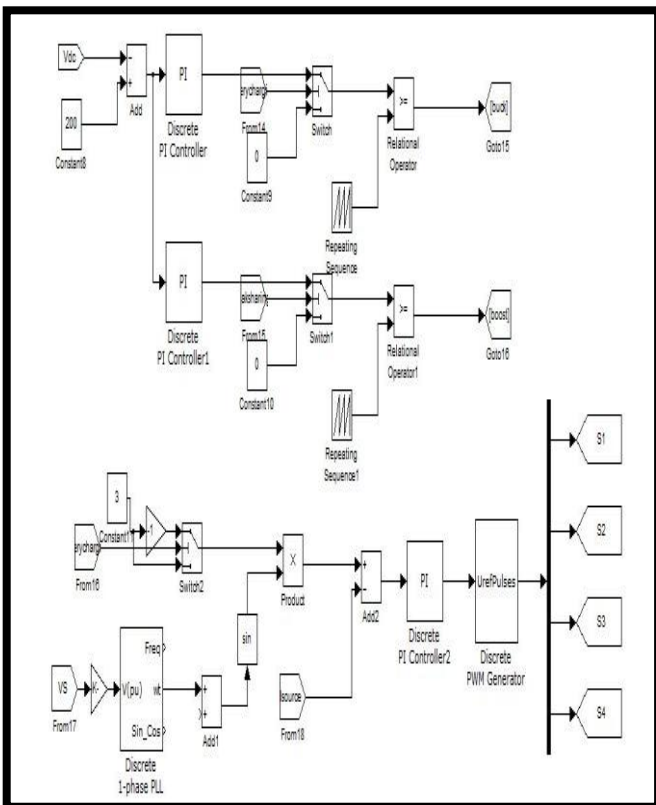 Vdc
Add
200
Constant8
PI
Discrete
PI Controller
From14
0
Constant9
Switch
>=
Relational
Operator
Repeating
Sequence
Goto15
PI
Discrete
PI Controller1
From15
0
Constant10
Switch1
>=
Relational
Operator1
Repeating
Sequence1
[boost]
Goto16
3
-1
From16
Switch2
X
Product
sin
VS
From17
K-
V(pu)
Freq
wt
Sin_Cos
Discrete
1-phase PLL
Add1
From18
Add2
PI
Discrete
PI Controller2
Uref
Pulses
Discrete
PWM Generator
S1
S2
S3
S4